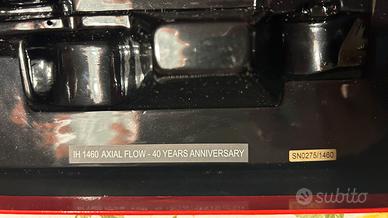 IH 1460 AXIAL FLOW - 40 YEARS ANNIVERSARY
SN0275/1460
subito